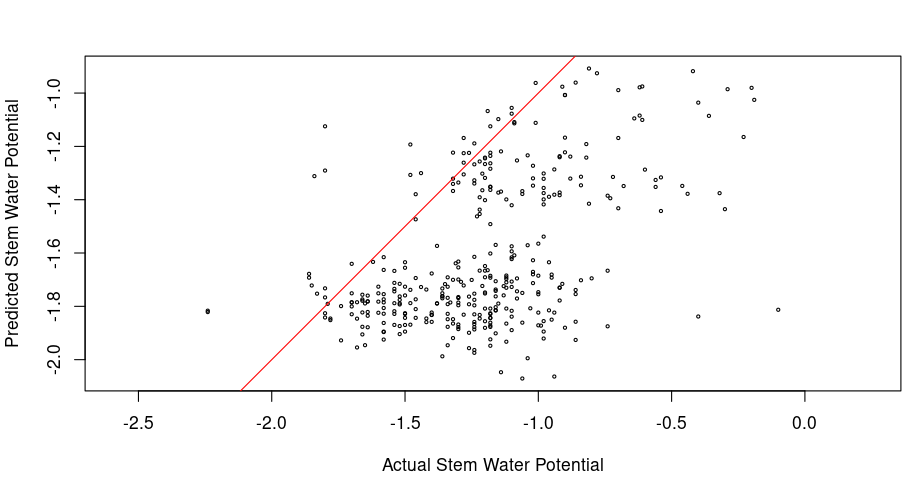 Predicted Stem Water Potential
-1.0
-1.2
-1.4
-1.6
-1.8
-2.0
-2.5 -2.0 -1.5 -1.0 -0.5 0.0
Actual Stem Water Potential